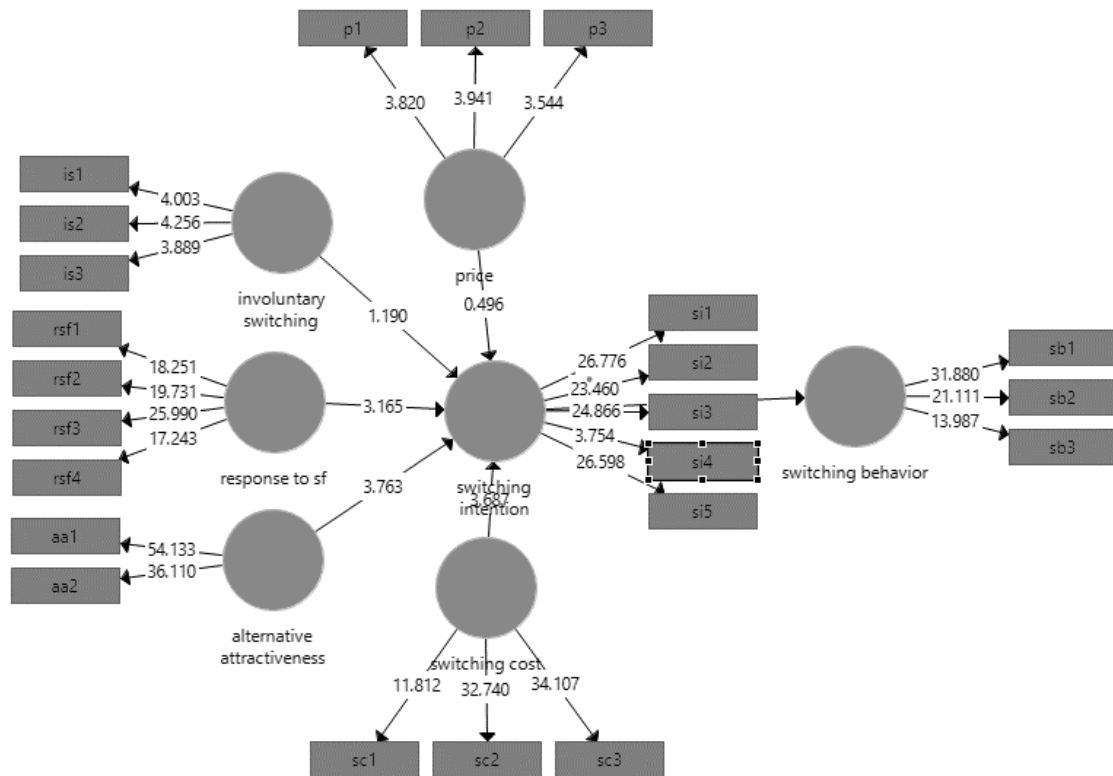 p1
p2
p3
3.820
3.941
3.544
is1
is2
is3
4.003
4.256
3.889
involuntary
switching
price
1.190
0.496
rsf1
rsf2
rsf3
rsf4
18.251
19.731
25.990
17.243
response to sf
3.165
aa1
aa2
54.133
36.110
alternative
attractiveness
3.763
switching
intention
3.687
26.776
23.460
24.866
3.754
26.598
si1
si2
si3
si4
si5
switching behavior
31.880
21.111
13.987
sb1
sb2
sb3
switching cost
11.812
32.740
34.107
sc1
sc2
sc3